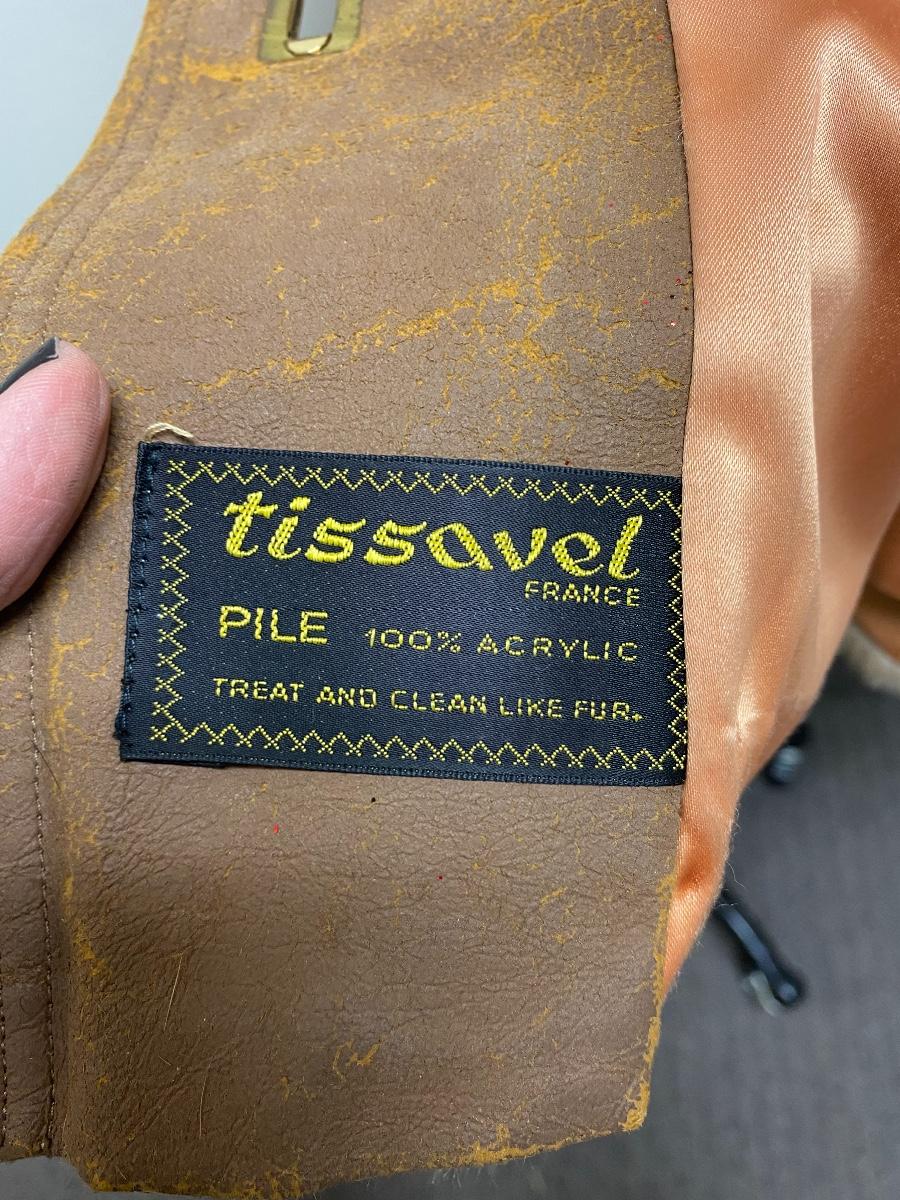 tissavel
FRANCE
PILE 100% ACRYLIC
TREAT AND CLEAN LIKE FUR.